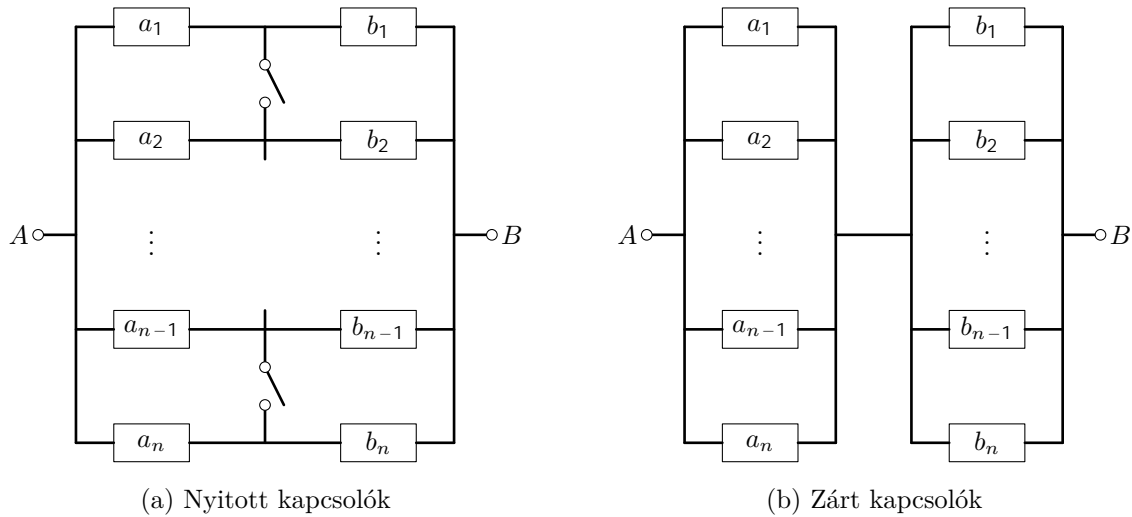 a₁ b₁ a₁ b₁
a₂ b₂ a₂ b₂
A B A B
⋮ ⋮ ⋮ ⋮
aₙ₋₁ bₙ₋₁ aₙ₋₁ bₙ₋₁
aₙ bₙ aₙ bₙ
(a) Nyitott kapcsolók
(b) Zárt kapcsolók